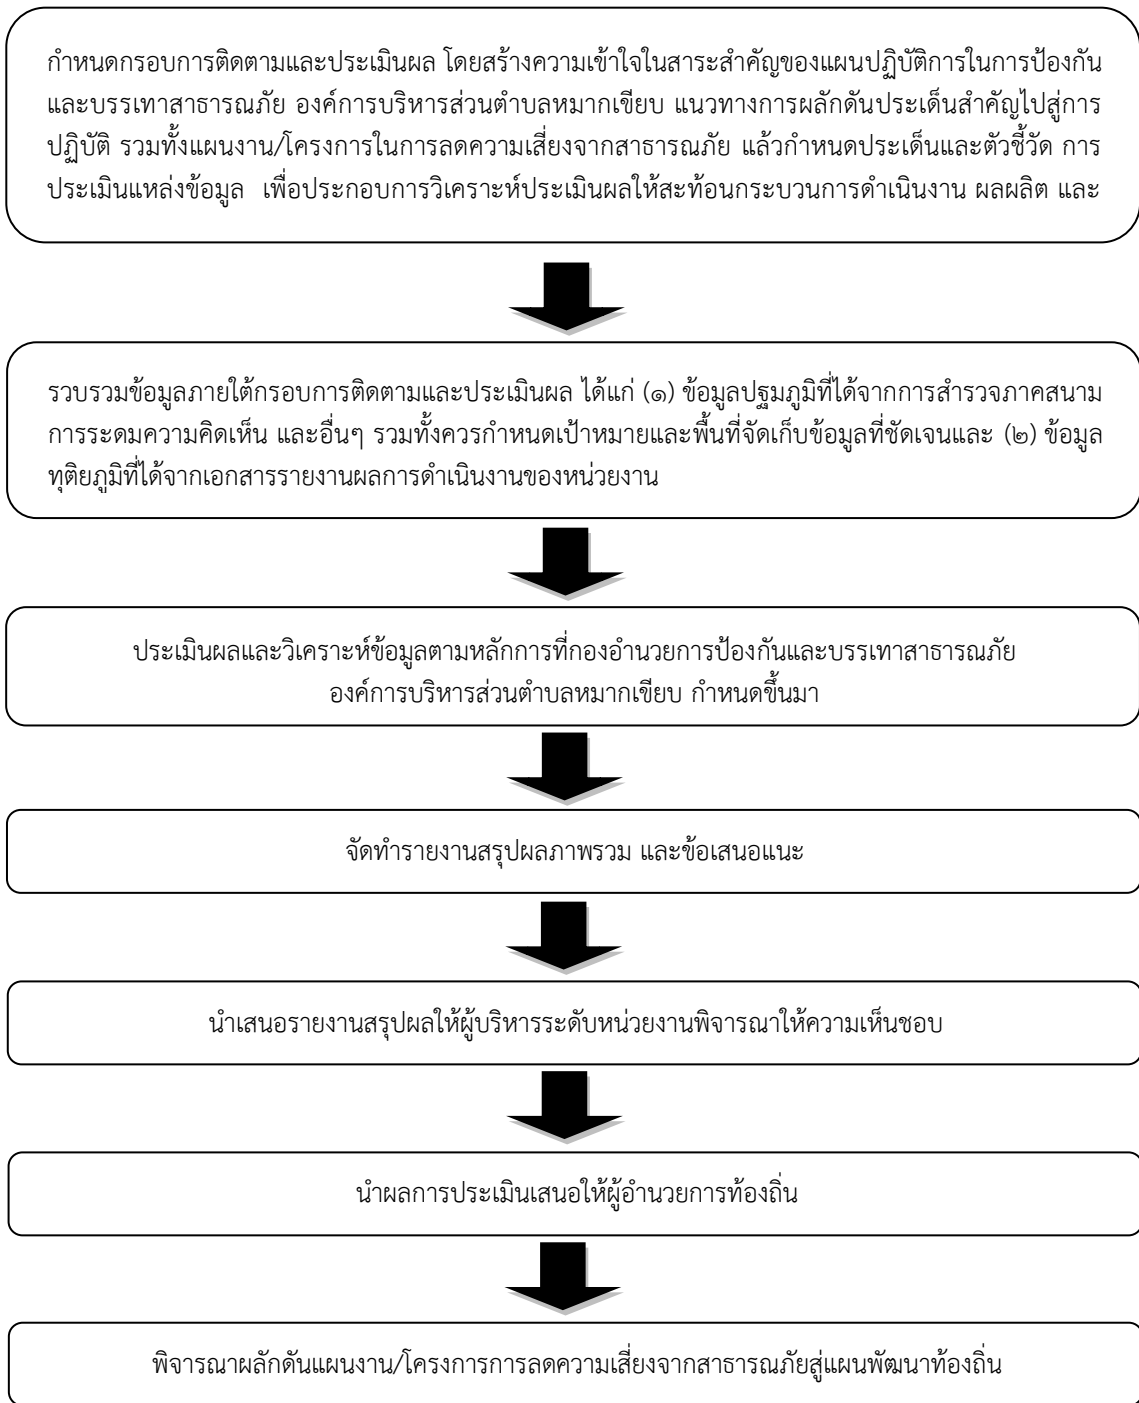 กำหนดกรอบการติดตามและประเมินผล โดยสร้างความเข้าใจในสาระสำคัญของแผนปฏิบัติการในการป้องกัน
และบรรเทาสาธารณภัย องค์การบริหารส่วนตำบลหมากเขียบ แนวทางการผลักดันประเด็นสำคัญไปสู่การ
ปฏิบัติ รวมทั้งแผนงาน/โครงการในการลดความเสี่ยงจากสาธารณภัย แล้วกำหนดประเด็นและตัวชี้วัด การ
ประเมินแหล่งข้อมูล เพื่อประกอบการวิเคราะห์ประเมินผลให้สะท้อนกระบวนการดำเนินงาน ผลผลิต และ
รวบรวมข้อมูลภายใต้กรอบการติดตามและประเมินผล ได้แก่ (๑) ข้อมูลปฐมภูมิที่ได้จากการสำรวจภาคสนาม
การระดมความคิดเห็น และอื่นๆ รวมทั้งควรกำหนดเป้าหมายและพื้นที่จัดเก็บข้อมูลที่ชัดเจนและ (๒) ข้อมูล
ทุติยภูมิที่ได้จากเอกสารรายงานผลการดำเนินงานของหน่วยงาน
ประเมินผลและวิเคราะห์ข้อมูลตามหลักการที่กองอำนวยการป้องกันและบรรเทาสาธารณภัย
องค์การบริหารส่วนตำบลหมากเขียบ กำหนดขึ้นมา
จัดทำรายงานสรุปผลภาพรวม และข้อเสนอแนะ
นำเสนอรายงานสรุปผลให้ผู้บริหารระดับหน่วยงานพิจารณาให้ความเห็นชอบ
นำผลการประเมินเสนอให้ผู้อำนวยการท้องถิ่น
พิจารณาผลักดันแผนงาน/โครงการการลดความเสี่ยงจากสาธารณภัยสู่แผนพัฒนาท้องถิ่น